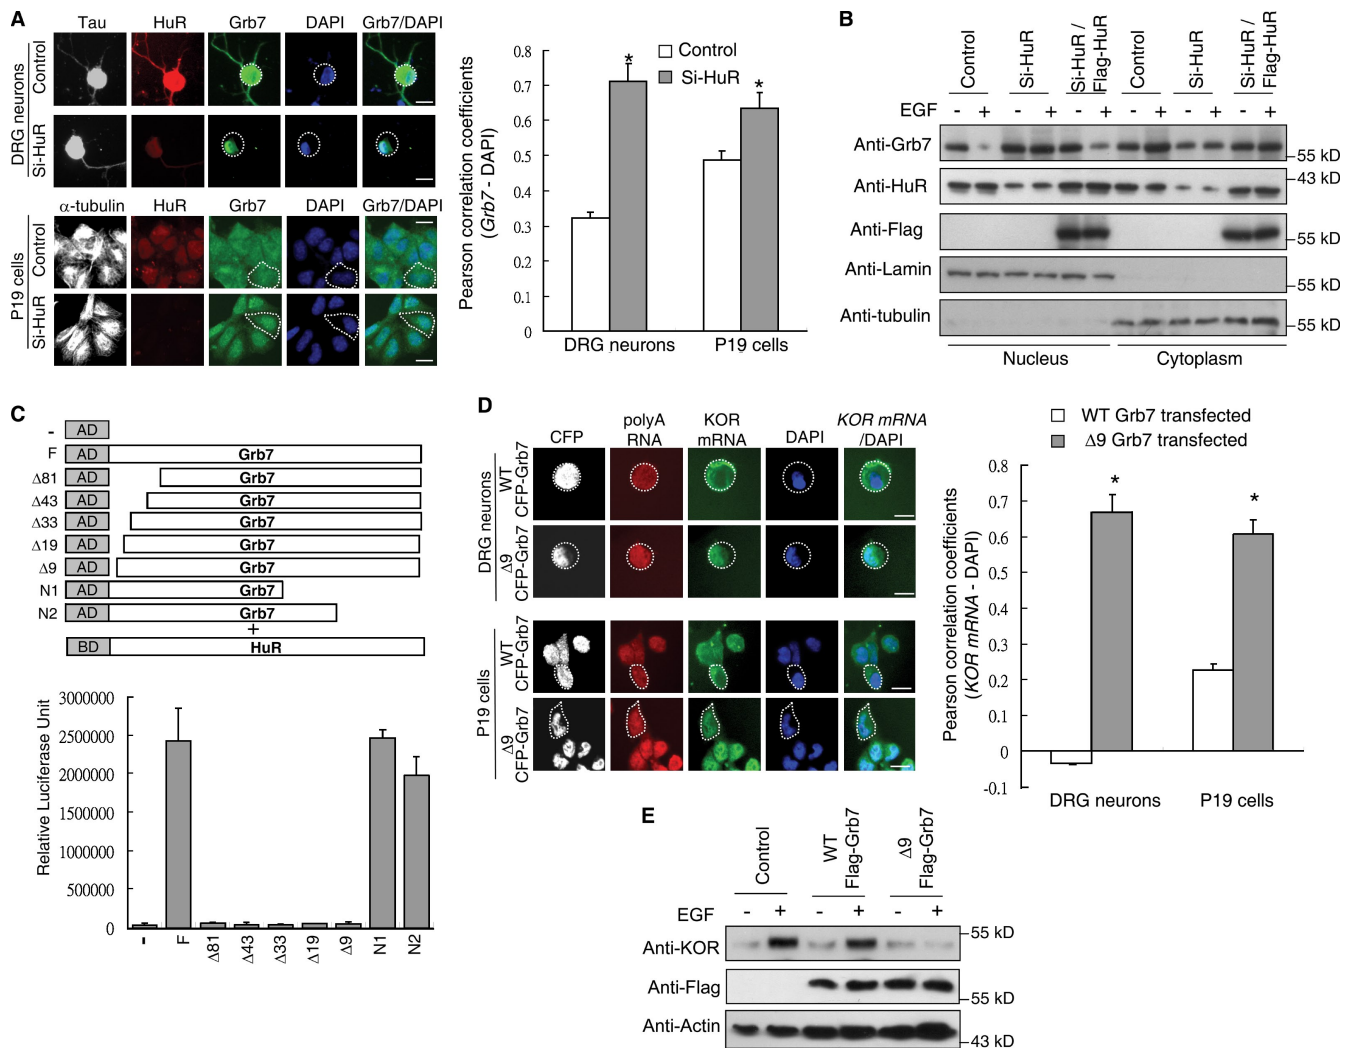 A
Tau HuR Grb7 DAPI Grb7/DAPI
DRG neurons
Control
Si-HuR
α-tubulin HuR Grb7 DAPI Grb7/DAPI
P19 cells
Control
Si-HuR
Pearson correlation coefficients
(Grb7 - DAPI)
0.8
0.7
0.6
0.5
0.4
0.3
0.2
0.1
0
Control
Si-HuR
* *
DRG neurons P19 cells
B
Control
Si-HuR
Si-HuR /
Flag-HuR
Control
Si-HuR
Si-HuR /
Flag-HuR
EGF - + - + - + - + - + - +
Anti-Grb7 55 kD
Anti-HuR 43 kD
Anti-Flag 55 kD
Anti-Lamin 55 kD
Anti-tubulin 55 kD
Nucleus Cytoplasm
C
- AD
F AD Grb7
Δ81 AD Grb7
Δ43 AD Grb7
Δ33 AD Grb7
Δ19 AD Grb7
Δ9 AD Grb7
N1 AD Grb7
N2 AD Grb7
+
BD HuR
Relative Luciferase Unit
3000000
2500000
2000000
1500000
1000000
500000
0
- F Δ81 Δ43 Δ33 Δ19 Δ9 N1 N2
D
CFP polyA RNA KOR mRNA DAPI KOR mRNA /DAPI
DRG neurons
WT CFP-Grb7
Δ9 CFP-Grb7
P19 cells
WT CFP-Grb7
Δ9 CFP-Grb7
WT Grb7 transfected
Δ9 Grb7 transfected
Pearson correlation coefficients
(KOR mRNA - DAPI)
0.8
0.7
0.6
0.5
0.4
0.3
0.2
0.1
0
-0.1
* *
DRG neurons P19 cells
E
Control
WT Flag-Grb7
Δ9 Flag-Grb7
EGF - + - + - +
Anti-KOR 55 kD
Anti-Flag 55 kD
Anti-Actin 43 kD